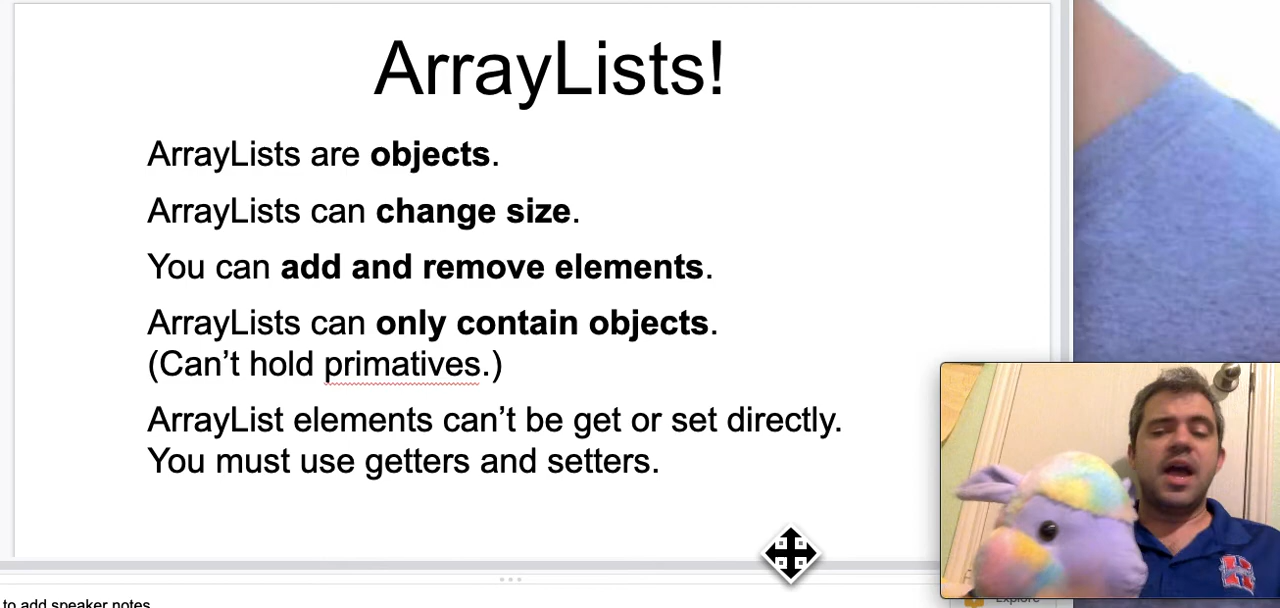 ArrayLists!
ArrayLists are objects.
ArrayLists can change size.
You can add and remove elements.
ArrayLists can only contain objects.
(Can’t hold primatives.)
ArrayList elements can’t be get or set directly.
You must use getters and setters.
to add speaker notes
Explore